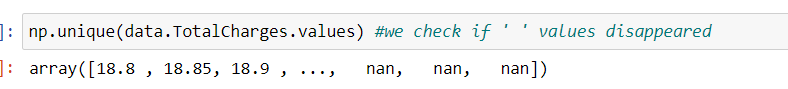 ]: np.unique(data.TotalCharges.values) #we check if ' ' values disappeared
]: array([18.8 , 18.85, 18.9 , ...,   nan,   nan,   nan])